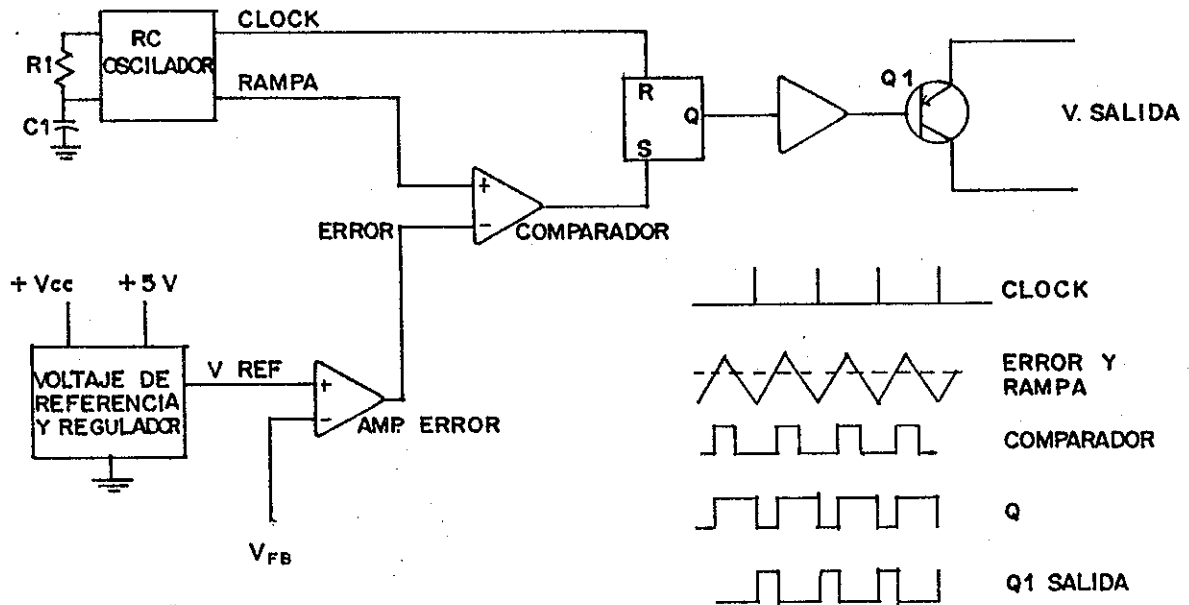 CLOCK
RC
OSCILADOR
R1
RAMPA
C1
R
Q
S
Q1
V. SALIDA
+
-
ERROR
COMPARADOR
+ Vcc
+ 5 V
V REF
VOLTAJE DE
REFERENCIA
Y REGULADOR
+
-
AMP. ERROR
VFB
CLOCK
ERROR Y
RAMPA
COMPARADOR
Q
Q1 SALIDA